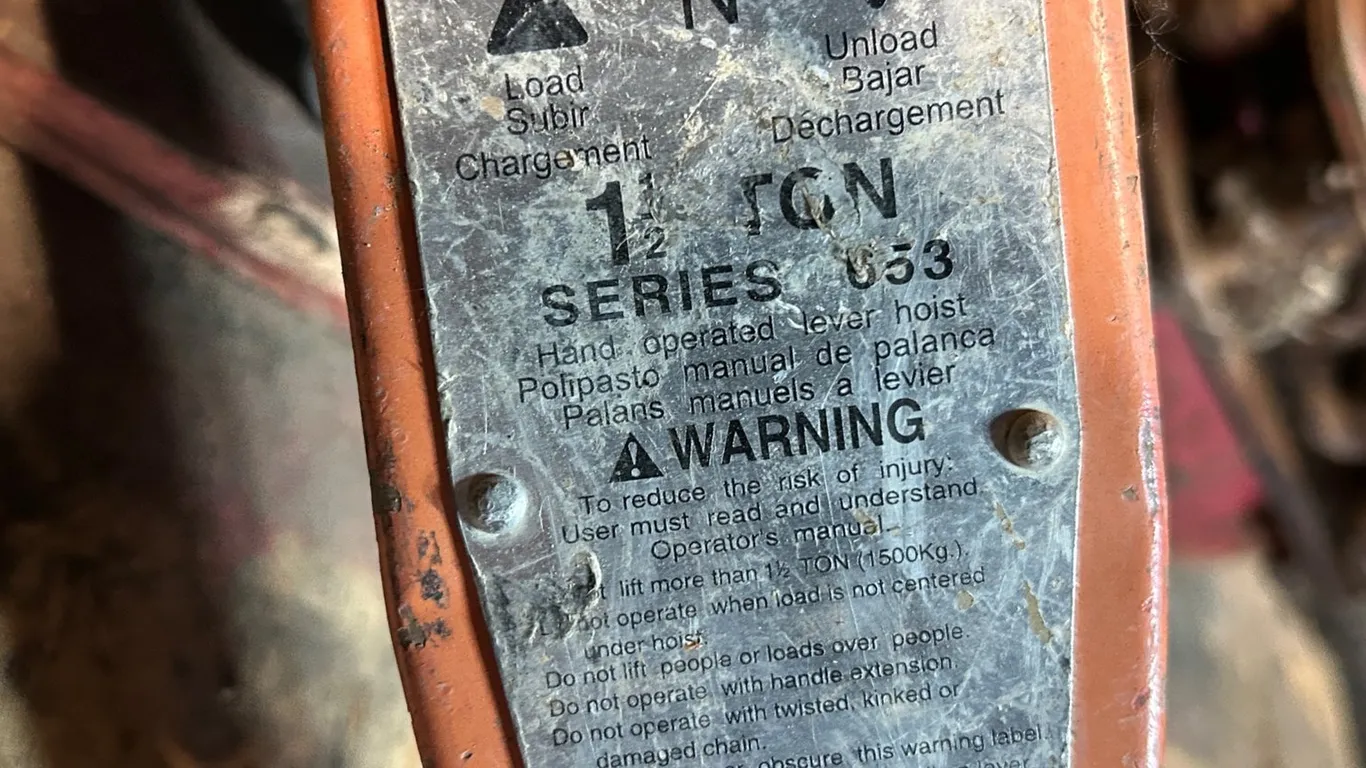 N
Load
Subir
Chargement
Unload
Bajar
Déchargement
1 1/2 TON
SERIES 653
Hand operated lever hoist
Polipasto manual de palanca
Palans manuels a levier
WARNING
To reduce the risk of injury:
User must read and understand
Operator's manual.
lift more than 1½ TON (1500Kg.).
not operate when load is not centered
under hoist.
Do not lift people or loads over people.
Do not operate with handle extension.
Do not operate with twisted, kinked or
damaged chain.
obscure this warning label.
lever